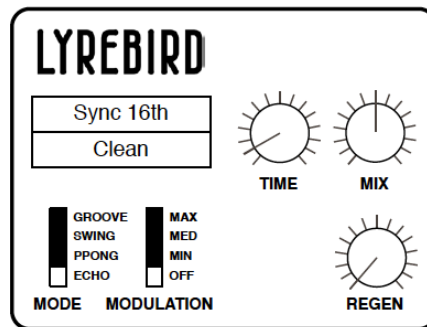 LYREBIRD
Sync 16th
Clean
TIME
MIX
GROOVE
SWING
PPONG
ECHO
MAX
MED
MIN
OFF
MODE
MODULATION
REGEN